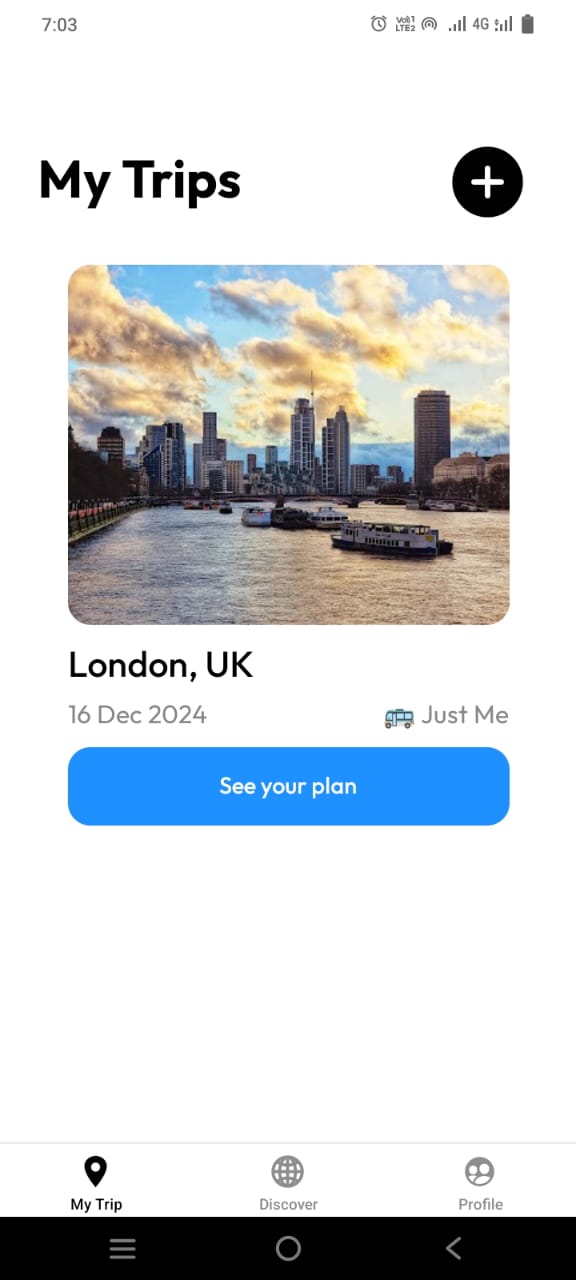 7:03
Vo)) 1
LTE2
4G
My Trips
London, UK
16 Dec 2024
Just Me
See your plan
My Trip
Discover
Profile